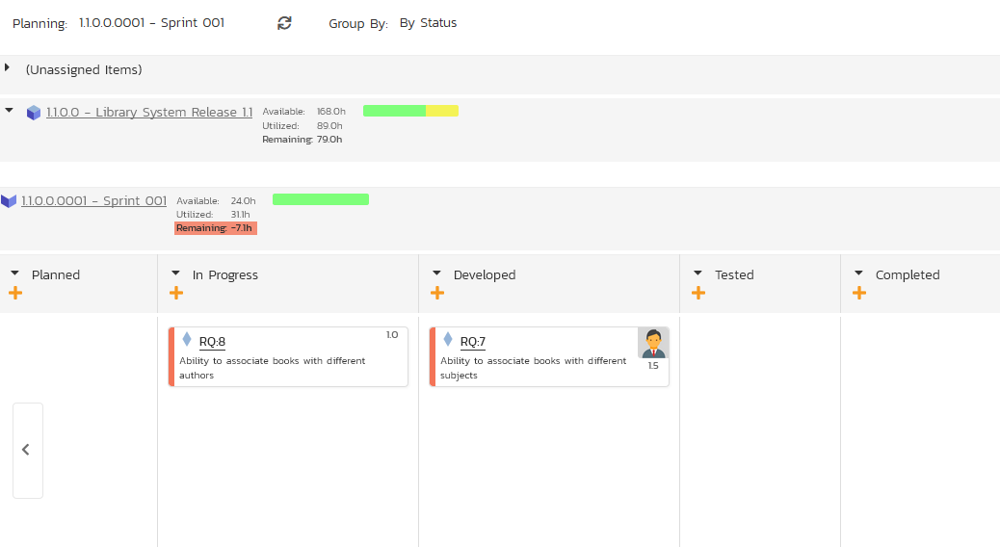 Planning: 1.1.0.0.0001 - Sprint 001 Group By: By Status
(Unassigned Items)
1.1.0.0 - Library System Release 1.1
Available: 168.0h
Utilized: 89.0h
Remaining: 79.0h
1.1.0.0.0001 - Sprint 001
Available: 24.0h
Utilized: 31.1h
Remaining: -7.1h
Planned In Progress Developed Tested Completed
RQ:8 1.0
Ability to associate books with different
authors
RQ:7
Ability to associate books with different
subjects
1.5